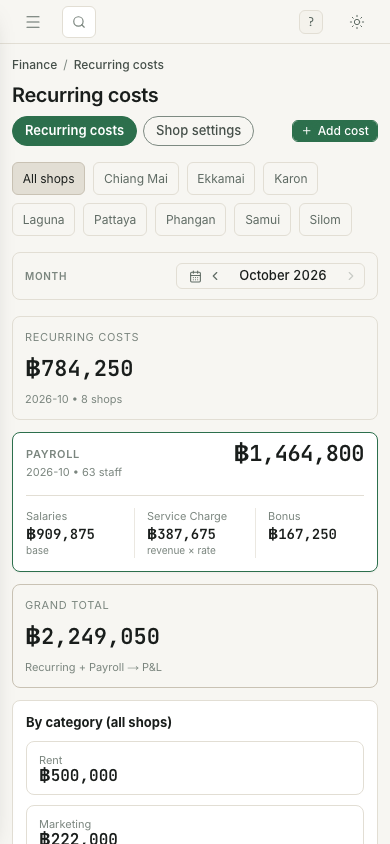 ?
Finance / Recurring costs
Recurring costs
Recurring costs
Shop settings
+ Add cost
All shops
Chiang Mai
Ekkamai
Karon
Laguna
Pattaya
Phangan
Samui
Silom
MONTH
October 2026
RECURRING COSTS
฿784,250
2026-10 • 8 shops
PAYROLL
฿1,464,800
2026-10 • 63 staff
Salaries
฿909,875
base
Service Charge
฿387,675
revenue × rate
Bonus
฿167,250
GRAND TOTAL
฿2,249,050
Recurring + Payroll → P&L
By category (all shops)
Rent
฿500,000
Marketing
฿222,000